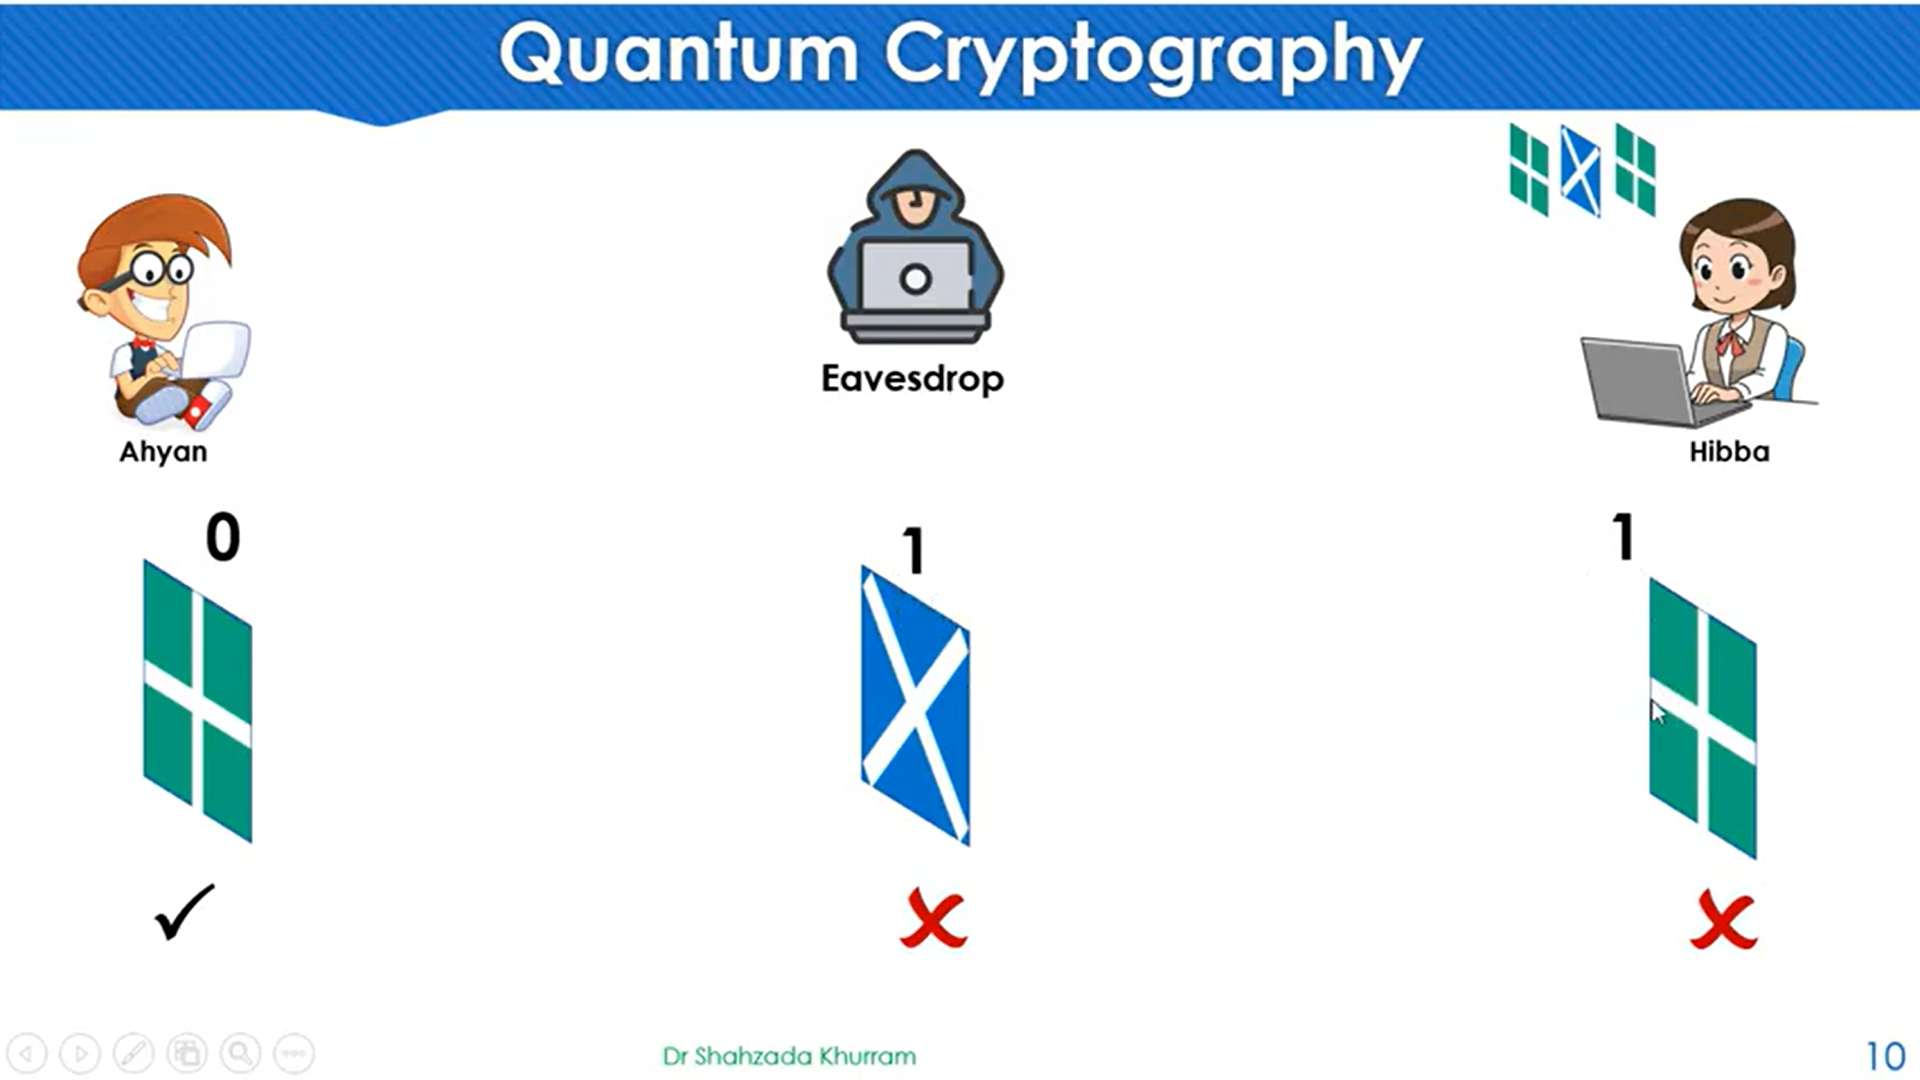 Quantum Cryptography
Eavesdrop
Ahyan
Hibba
0
1
1
Dr Shahzada Khurram
10